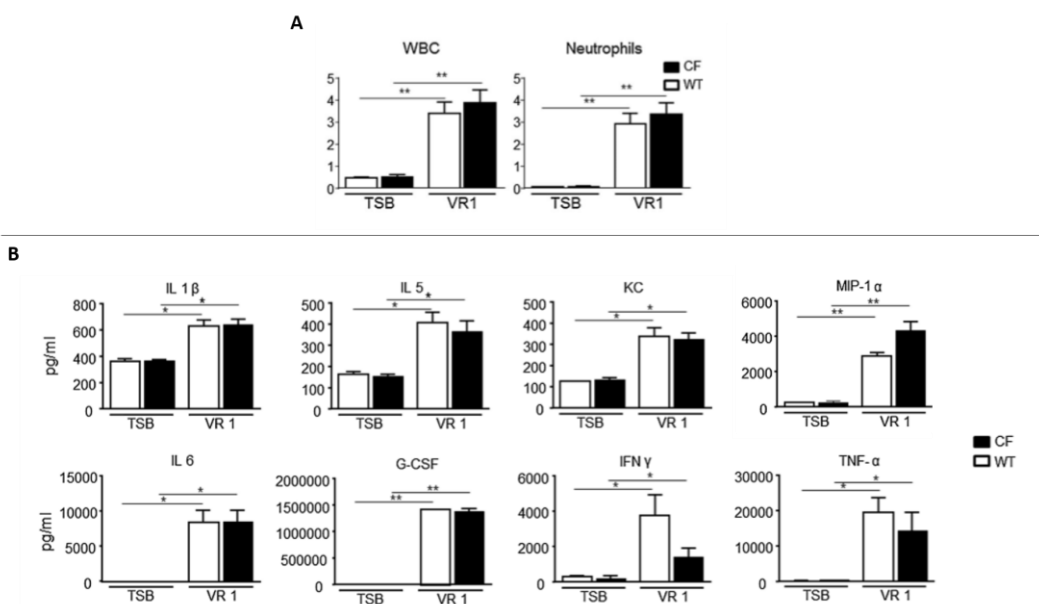 A
WBC
Neutrophils
CF
WT
**
**
**
**
5
4
3
2
1
0
5
4
3
2
1
0
TSB
VR1
TSB
VR1
B
IL 1β
IL 5
KC
MIP-1 α
pg/ml
800
600
400
200
0
*
*
500
400
300
200
100
0
*
*
500
400
300
200
100
0
*
*
6000
4000
2000
0
**
**
TSB
VR 1
TSB
VR 1
TSB
VR 1
TSB
VR 1
CF
WT
IL 6
G-CSF
IFN γ
TNF- α
pg/ml
15000
10000
5000
0
*
*
2000000
1500000
1000000
500000
0
**
**
6000
4000
2000
0
*
*
30000
20000
10000
0
*
*
TSB
VR 1
TSB
VR 1
TSB
VR 1
TSB
VR 1